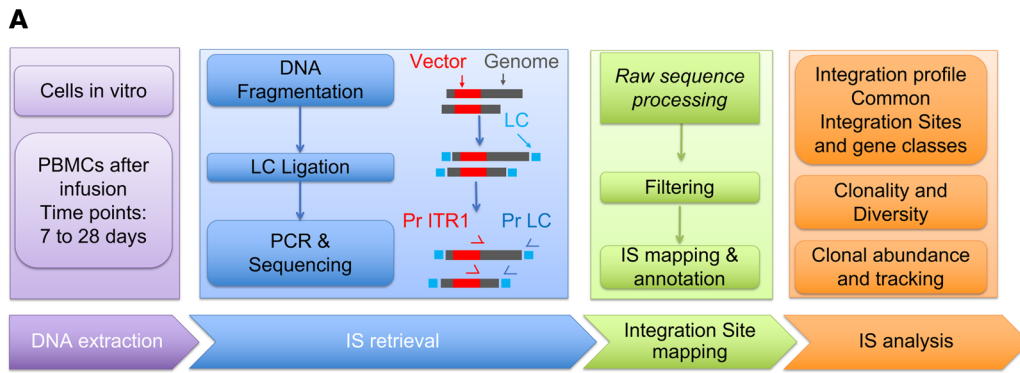 A
Cells in vitro
PBMCs after
infusion
Time points:
7 to 28 days
DNA
Fragmentation
LC Ligation
PCR &
Sequencing
Vector
Genome
LC
Pr ITR1
Pr LC
Raw sequence
processing
Filtering
IS mapping &
annotation
Integration profile
Common
Integration Sites
and gene classes
Clonality and
Diversity
Clonal abundance
and tracking
DNA extraction
IS retrieval
Integration Site
mapping
IS analysis